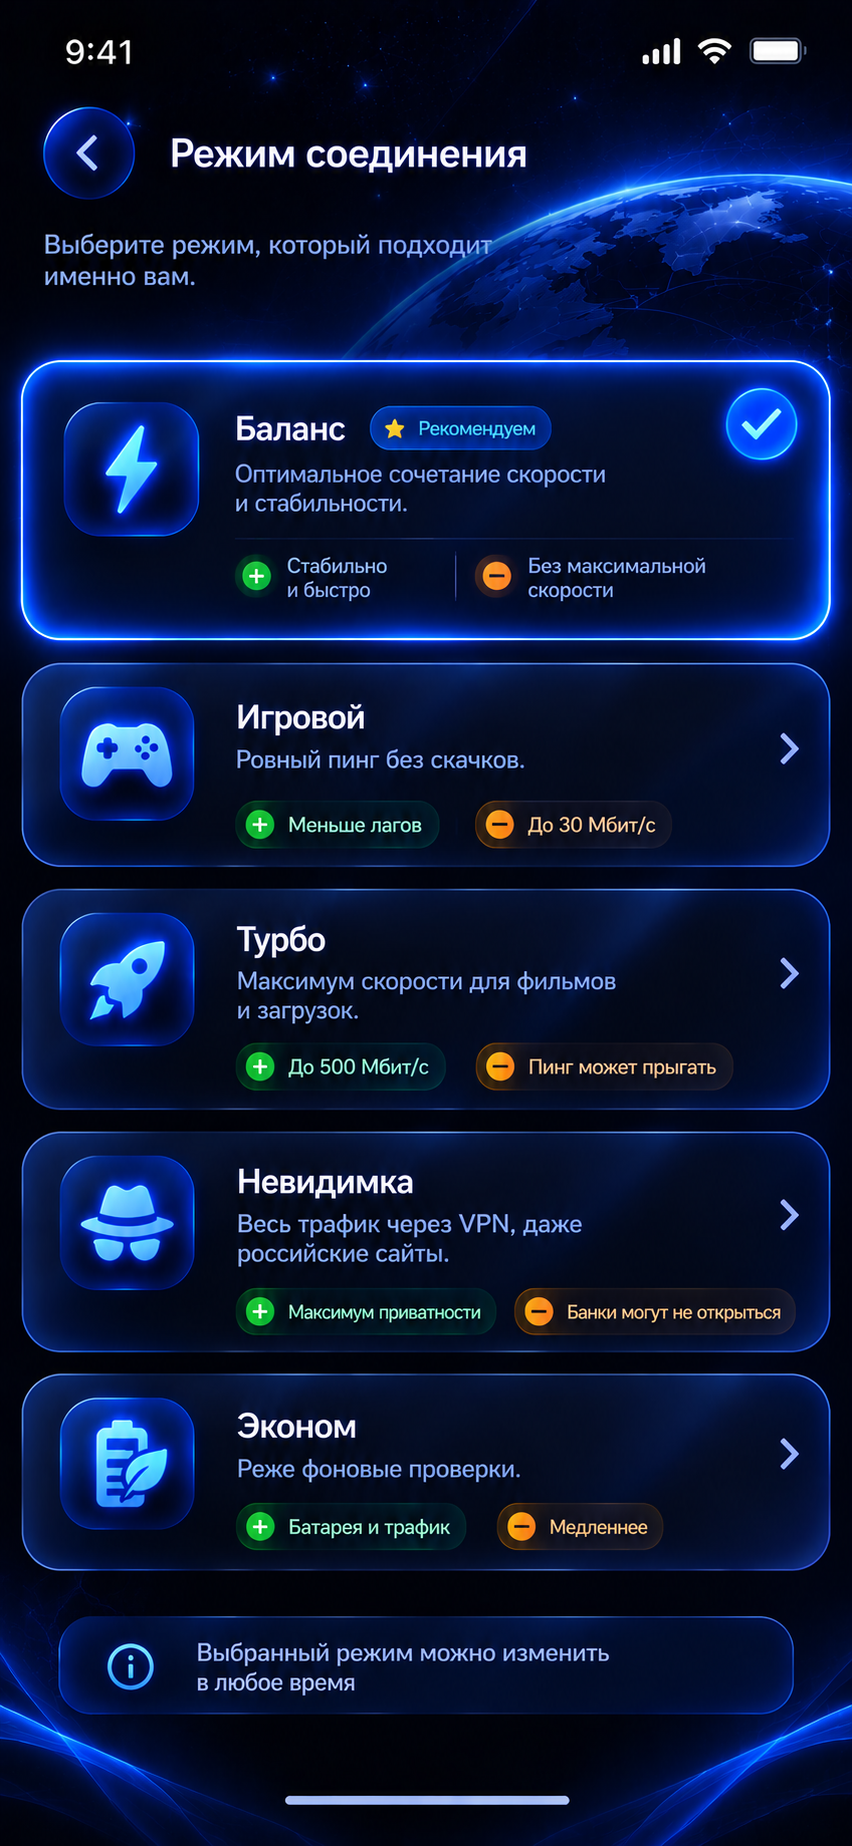 9:41
Режим соединения
Выберите режим, который подходит
именно вам.
Баланс
Рекомендуем
Оптимальное сочетание скорости
и стабильности.
Стабильно
и быстро
Без максимальной
скорости
Игровой
Ровный пинг без скачков.
Меньше лагов
До 30 Мбит/с
Турбо
Максимум скорости для фильмов
и загрузок.
До 500 Мбит/с
Пинг может прыгать
Невидимка
Весь трафик через VPN, даже
российские сайты.
Максимум приватности
Банки могут не открыться
Эконом
Реже фоновые проверки.
Батарея и трафик
Медленнее
Выбранный режим можно изменить
в любое время